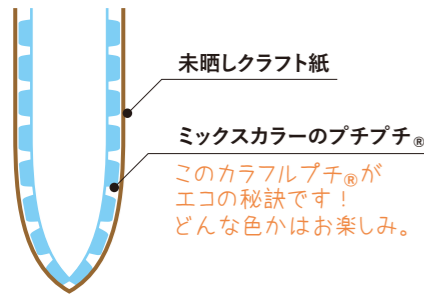 未晒しクラフト紙
ミックスカラーのプチプチ®
このカラフルプチ®が
エコの秘訣です！
どんな色かはお楽しみ。